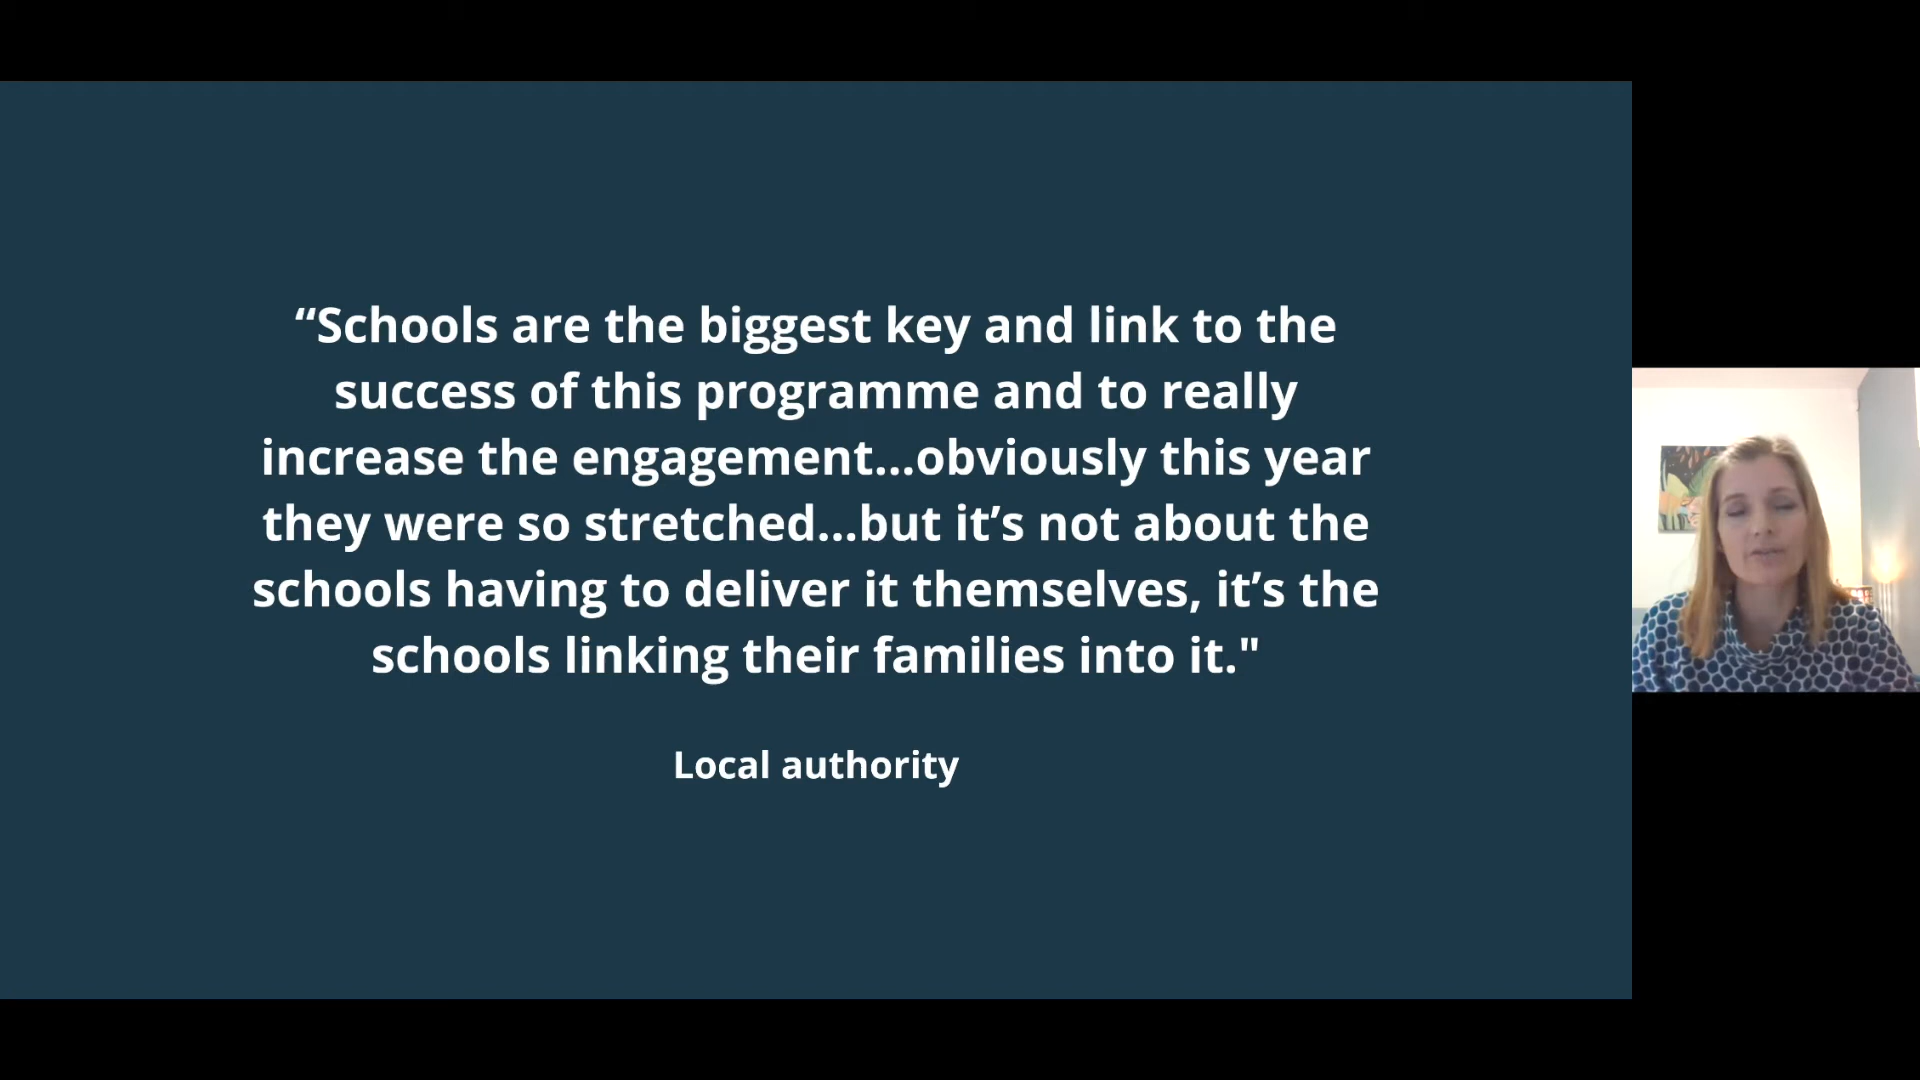 “Schools are the biggest key and link to the
success of this programme and to really
increase the engagement...obviously this year
they were so stretched...but it’s not about the
schools having to deliver it themselves, it’s the
schools linking their families into it."
Local authority